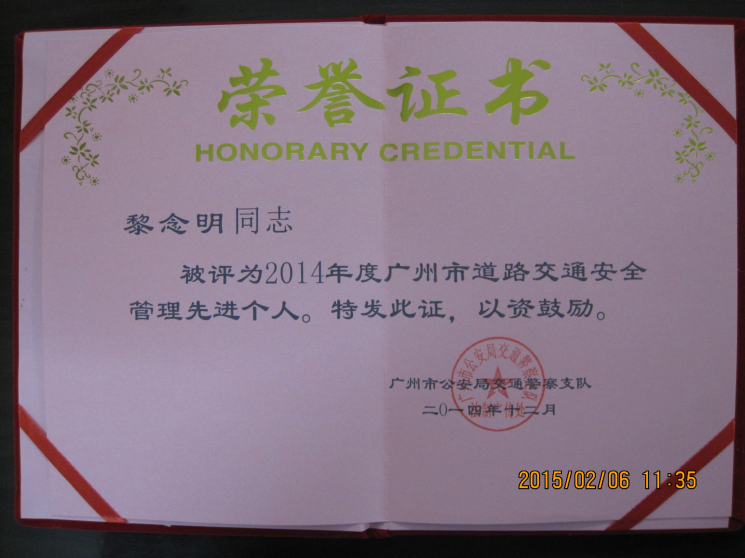 荣誉证书
HONORARY CREDENTIAL
黎念明同志
被评为2014年度广州市道路交通安全
管理先进个人。特发此证，以资鼓励。
广州市公安局交通警察支队
二〇一四年十二月
2015/02/06 11:35